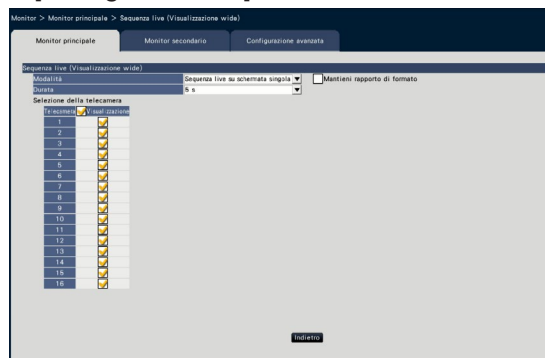 Monitor > Monitor principale > Sequenza live (Visualizzazione wide)
Monitor principale Monitor secondario Configurazione avanzata
Sequenza live (Visualizzazione wide)
Modalità Sequenza live su schermata singola Mantieni rapporto di formato
Durata 5 s
Selezione della telecamera
Telecamera Visualizzazione
1
2
3
4
5
6
7
8
9
10
11
12
13
14
15
16
Indietro